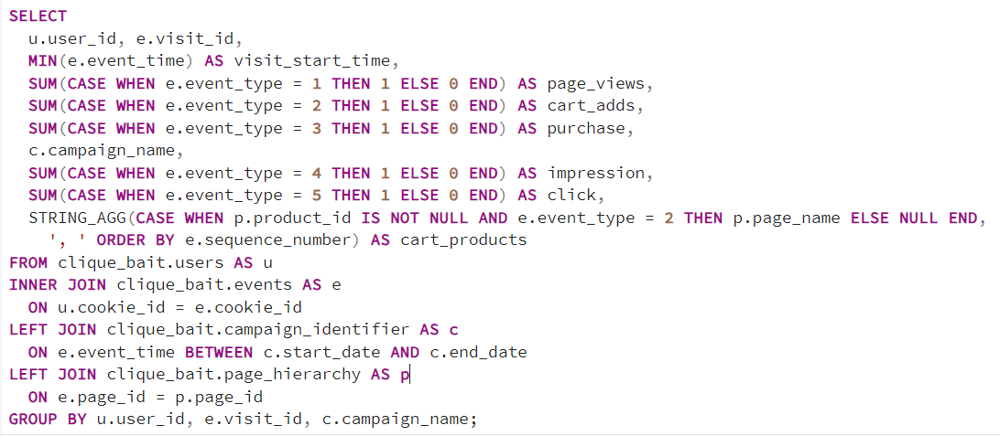 SELECT
  u.user_id, e.visit_id,
  MIN(e.event_time) AS visit_start_time,
  SUM(CASE WHEN e.event_type = 1 THEN 1 ELSE 0 END) AS page_views,
  SUM(CASE WHEN e.event_type = 2 THEN 1 ELSE 0 END) AS cart_adds,
  SUM(CASE WHEN e.event_type = 3 THEN 1 ELSE 0 END) AS purchase,
  c.campaign_name,
  SUM(CASE WHEN e.event_type = 4 THEN 1 ELSE 0 END) AS impression,
  SUM(CASE WHEN e.event_type = 5 THEN 1 ELSE 0 END) AS click,
  STRING_AGG(CASE WHEN p.product_id IS NOT NULL AND e.event_type = 2 THEN p.page_name ELSE NULL END,
    ', ' ORDER BY e.sequence_number) AS cart_products
FROM clique_bait.users AS u
INNER JOIN clique_bait.events AS e
  ON u.cookie_id = e.cookie_id
LEFT JOIN clique_bait.campaign_identifier AS c
  ON e.event_time BETWEEN c.start_date AND c.end_date
LEFT JOIN clique_bait.page_hierarchy AS p
  ON e.page_id = p.page_id
GROUP BY u.user_id, e.visit_id, c.campaign_name;